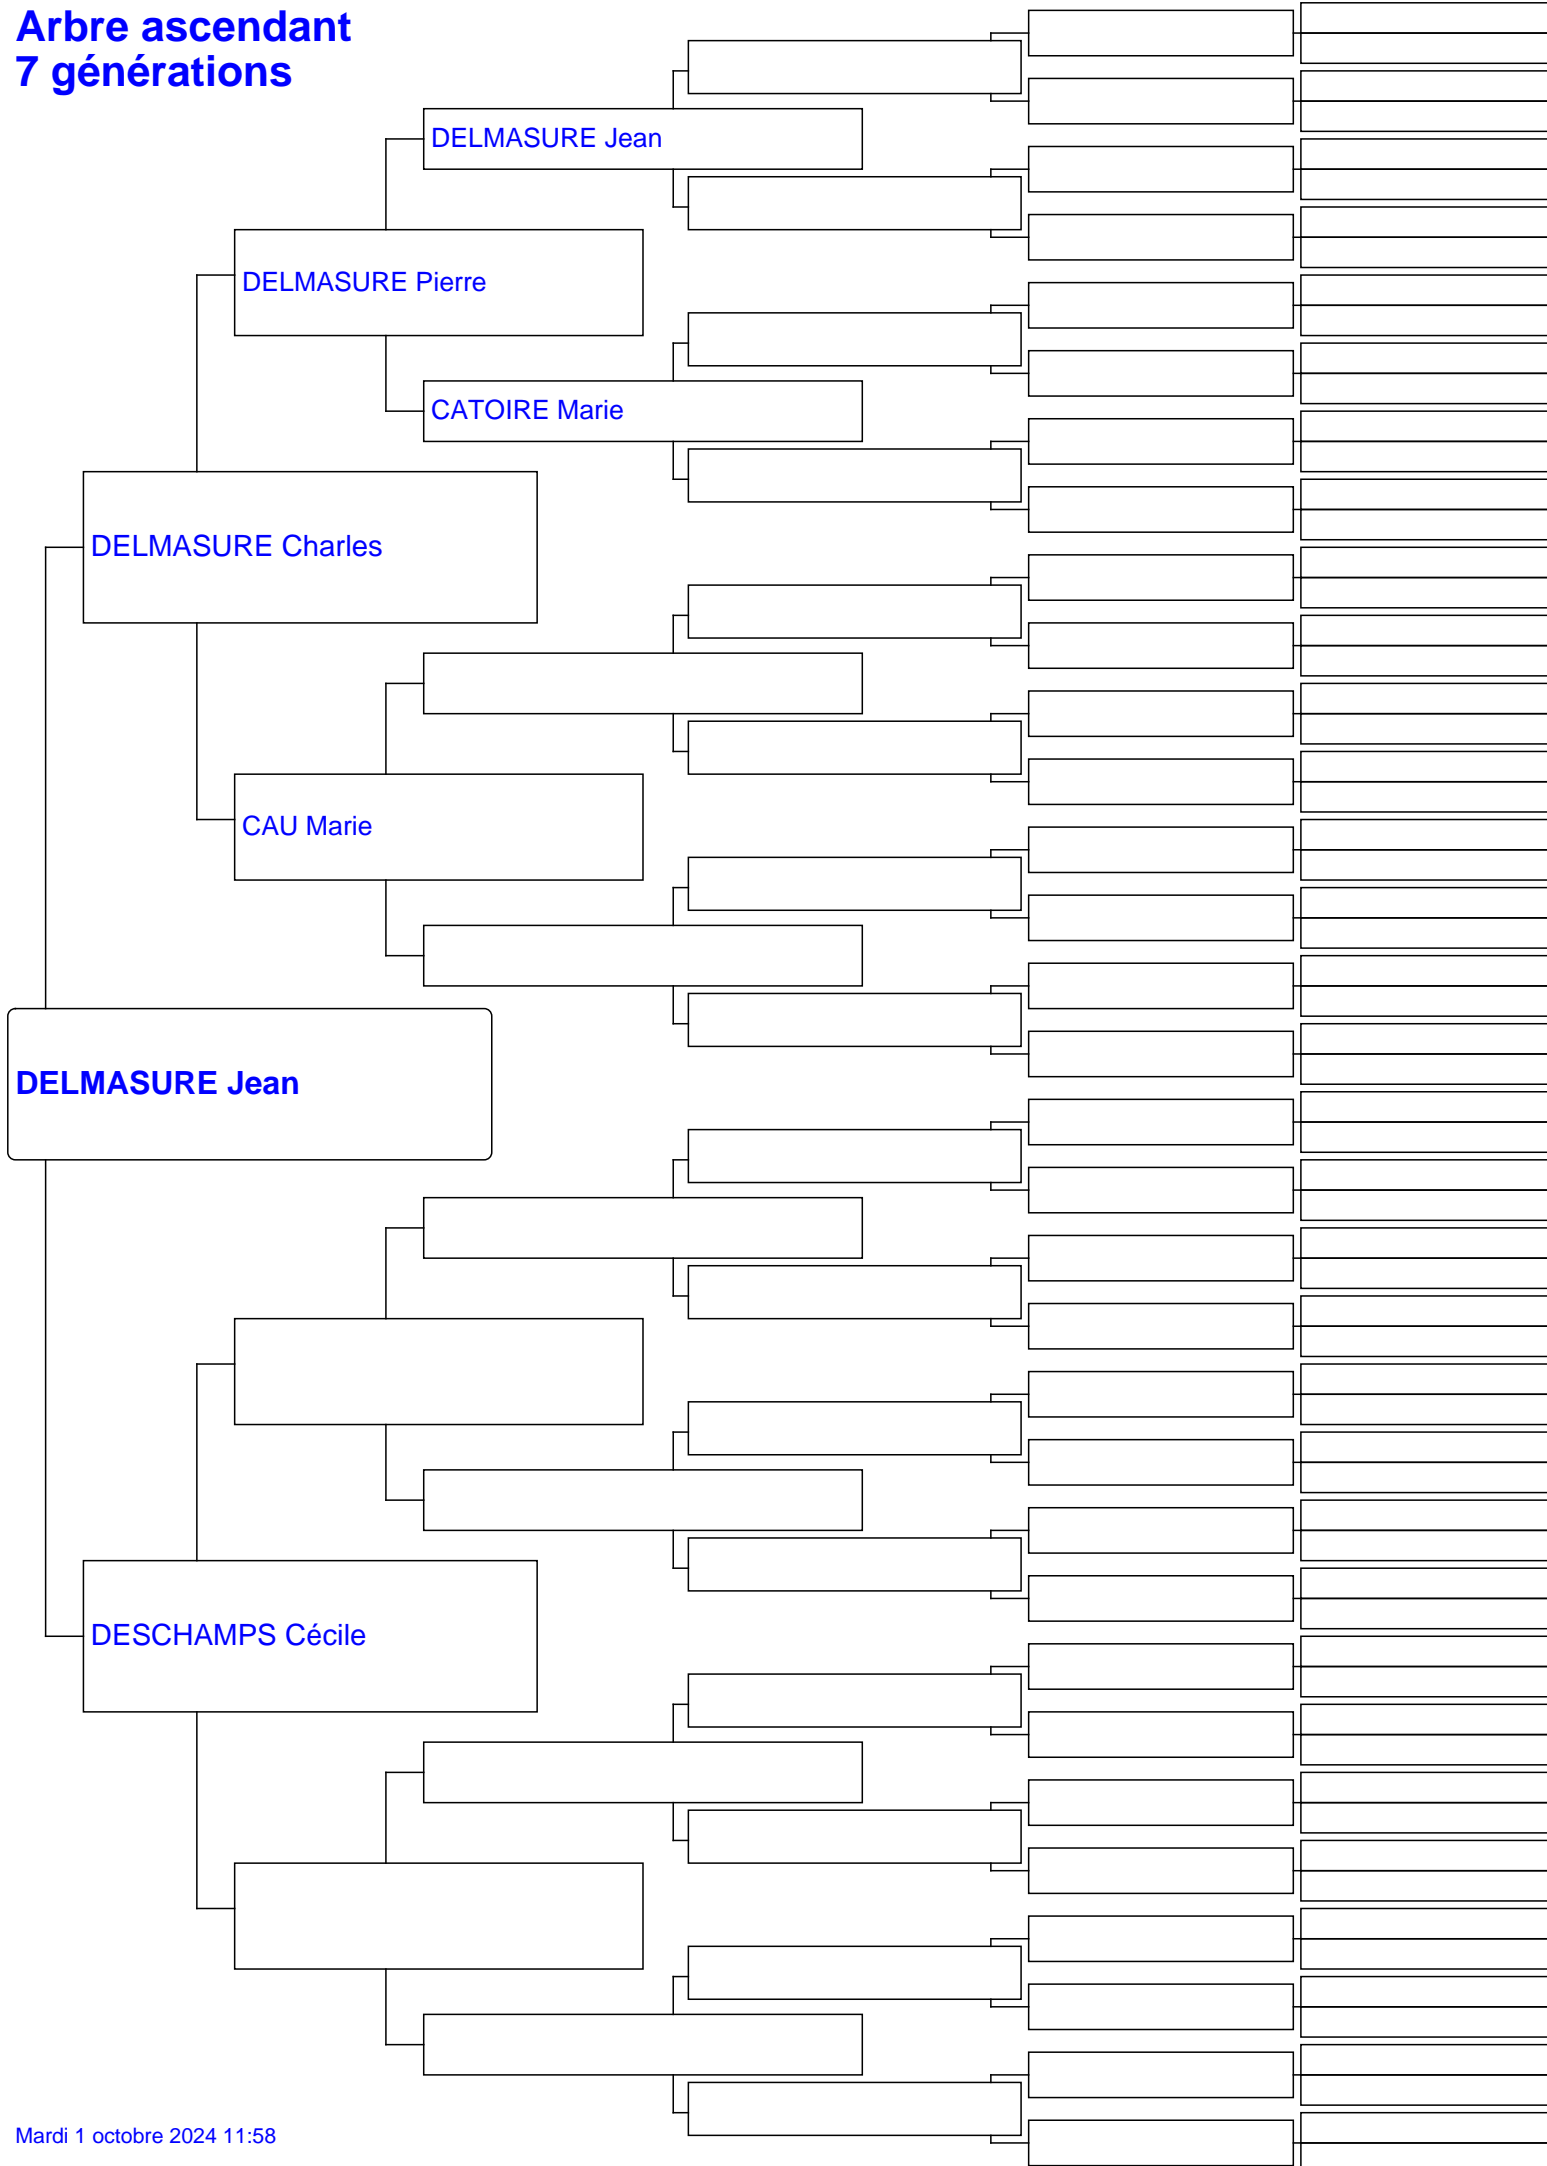 Arbre ascendant
7 générations
DELMASURE Jean
DELMASURE Pierre
CATOIRE Marie
DELMASURE Charles
CAU Marie
DELMASURE Jean
DESCHAMPS Cécile
Mardi 1 octobre 2024 11:58